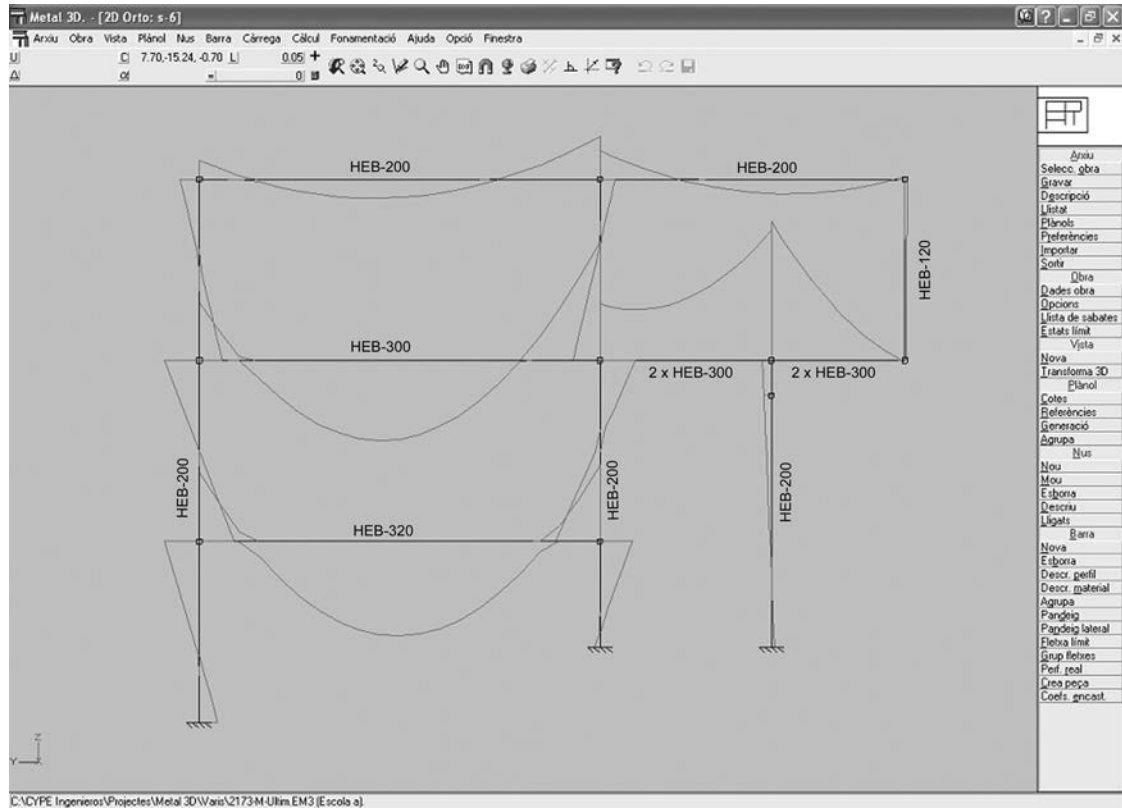 Metal 3D. - [2D Orto: s-6]
Arxiu Obra Vista Plànol Nus Barra Càrrega Càlcul Fonamentació Ajuda Opció Finestra
U C 7.70,-15.24, -0.70 L 0.05
Δ α = 0
HEB-200 HEB-200
HEB-120
HEB-300 2 x HEB-300 2 x HEB-300
HEB-200 HEB-200 HEB-200
HEB-320
Z
Y X
Arxiu
Selecc. obra
Gravar
Descripció
Llistat
Plànols
Preferències
Importar
Sortir
Obra
Dades obra
Opcions
Llista de sabates
Estats límit
Vista
Nova
Transforma 3D
Plànol
Cotes
Referències
Generació
Agrupa
Nus
Nou
Mou
Esborra
Descriu
Lligats
Barra
Nova
Esborra
Descr. perfil
Descr. material
Agrupa
Pandeig
Pandeig lateral
Fletxa límit
Grup fletxes
Perf. real
Crea peça
Coefs. encast.
C:\CYPE Ingenieros\Projectes\Metal 3D\Varis\2173-M-Ultim.EM3 (Escola a).